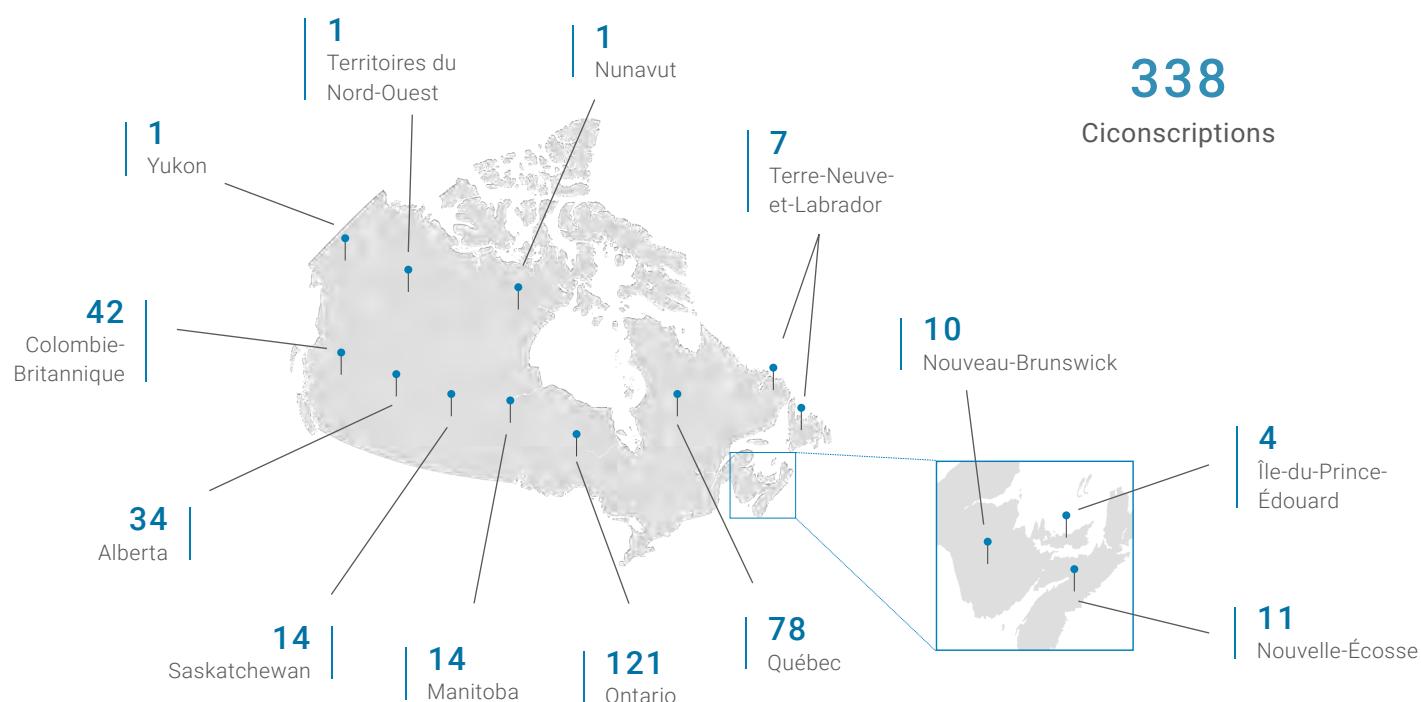 1
Territoires du
Nord-Ouest
1
Nunavut
338
Ciconscriptions
1
Yukon
7
Terre-Neuve-
et-Labrador
42
Colombie-
Britannique
10
Nouveau-Brunswick
4
Île-du-Prince-
Édouard
34
Alberta
11
Nouvelle-Écosse
14
Saskatchewan
14
Manitoba
121
Ontario
78
Québec